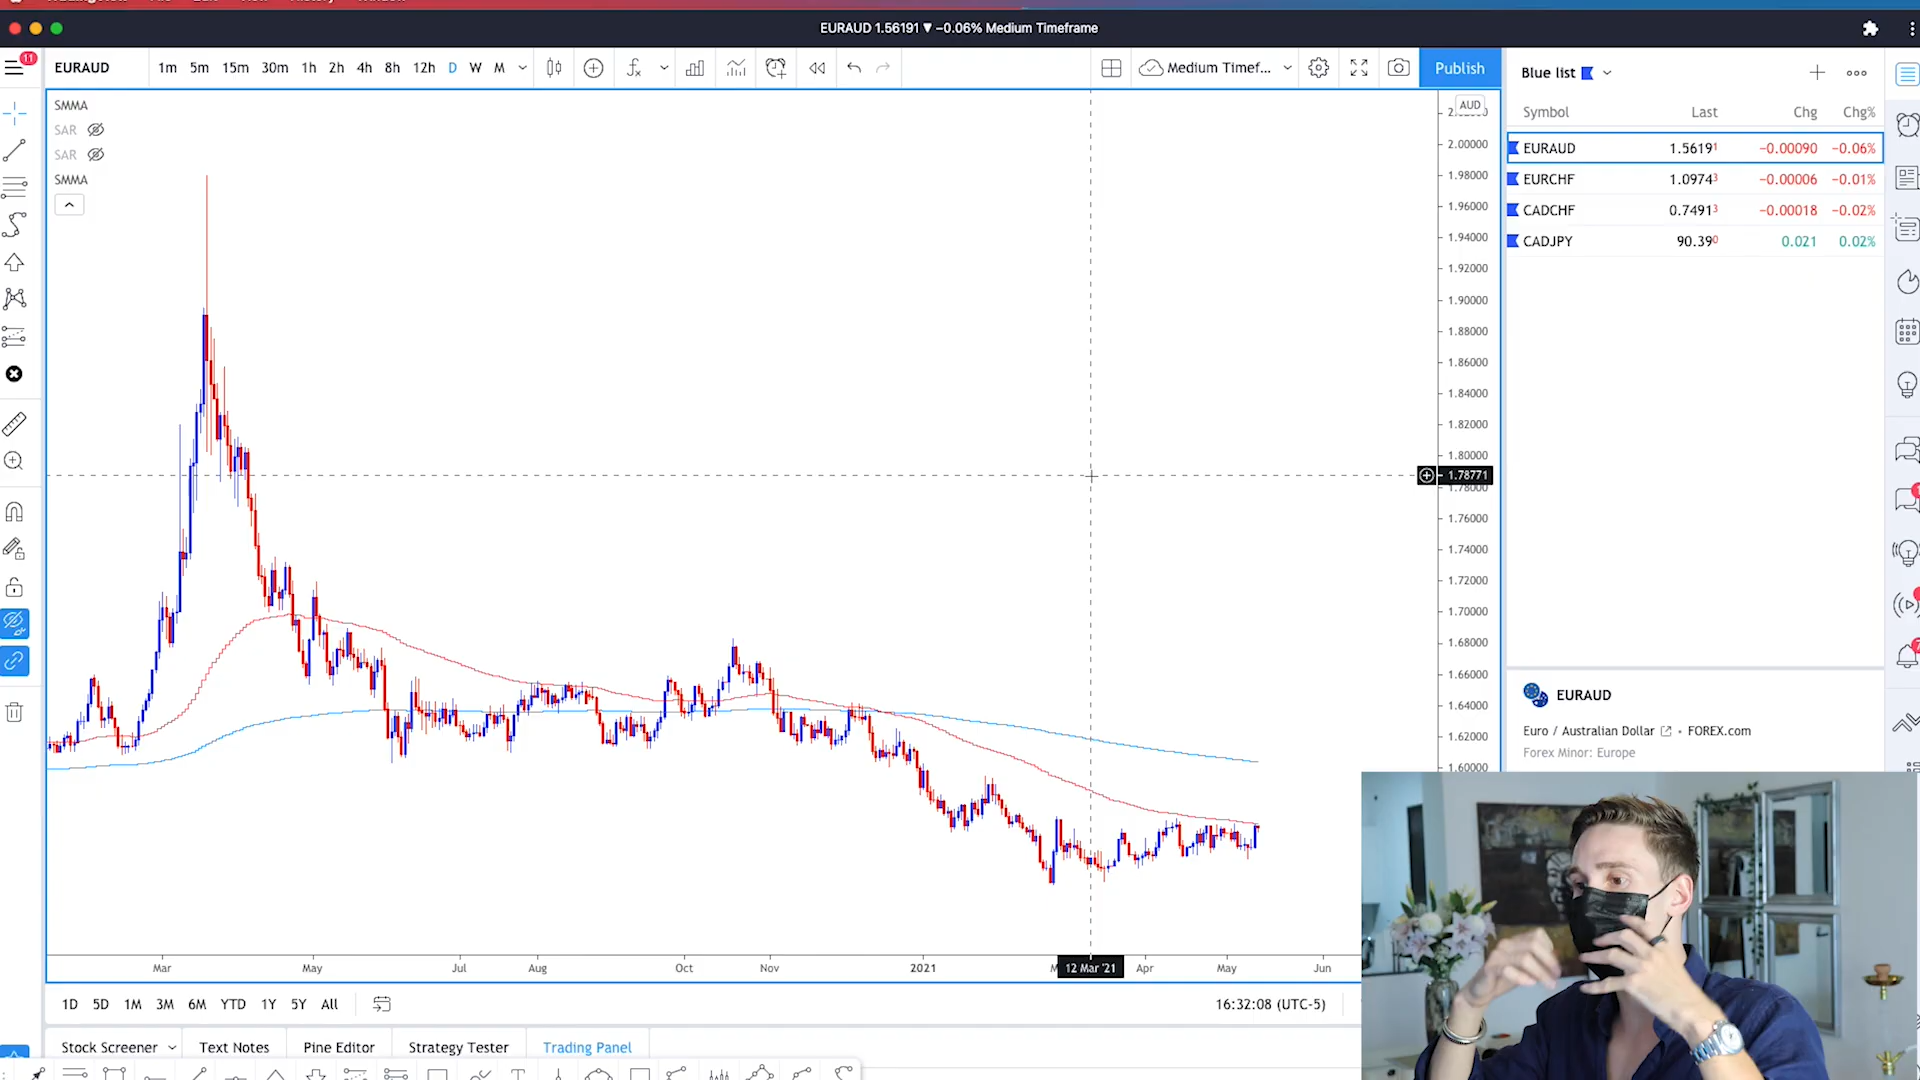 EURAUD 1.56191 ▼ −0.06% Medium Timeframe
11
EURAUD
1m 5m 15m 30m 1h 2h 4h 8h 12h D W M
Medium Timef...
Publish
Blue list
SMMA
SAR
SAR
SMMA
AUD
2.00000
1.98000
1.96000
1.94000
1.92000
1.90000
1.88000
1.86000
1.84000
1.82000
1.80000
1.78771
1.78000
1.76000
1.74000
1.72000
1.70000
1.68000
1.66000
1.64000
1.62000
1.60000
Symbol Last Chg Chg%
EURAUD 1.56191 −0.00090 −0.06%
EURCHF 1.09743 −0.00006 −0.01%
CADCHF 0.74913 −0.00018 −0.02%
CADJPY 90.390 0.021 0.02%
EURAUD
Euro / Australian Dollar • FOREX.com
Forex Minor: Europe
Mar May Jul Aug Oct Nov 2021 12 Mar '21 Apr May Jun
1D 5D 1M 3M 6M YTD 1Y 5Y All
16:32:08 (UTC-5)
Stock Screener Text Notes Pine Editor Strategy Tester Trading Panel